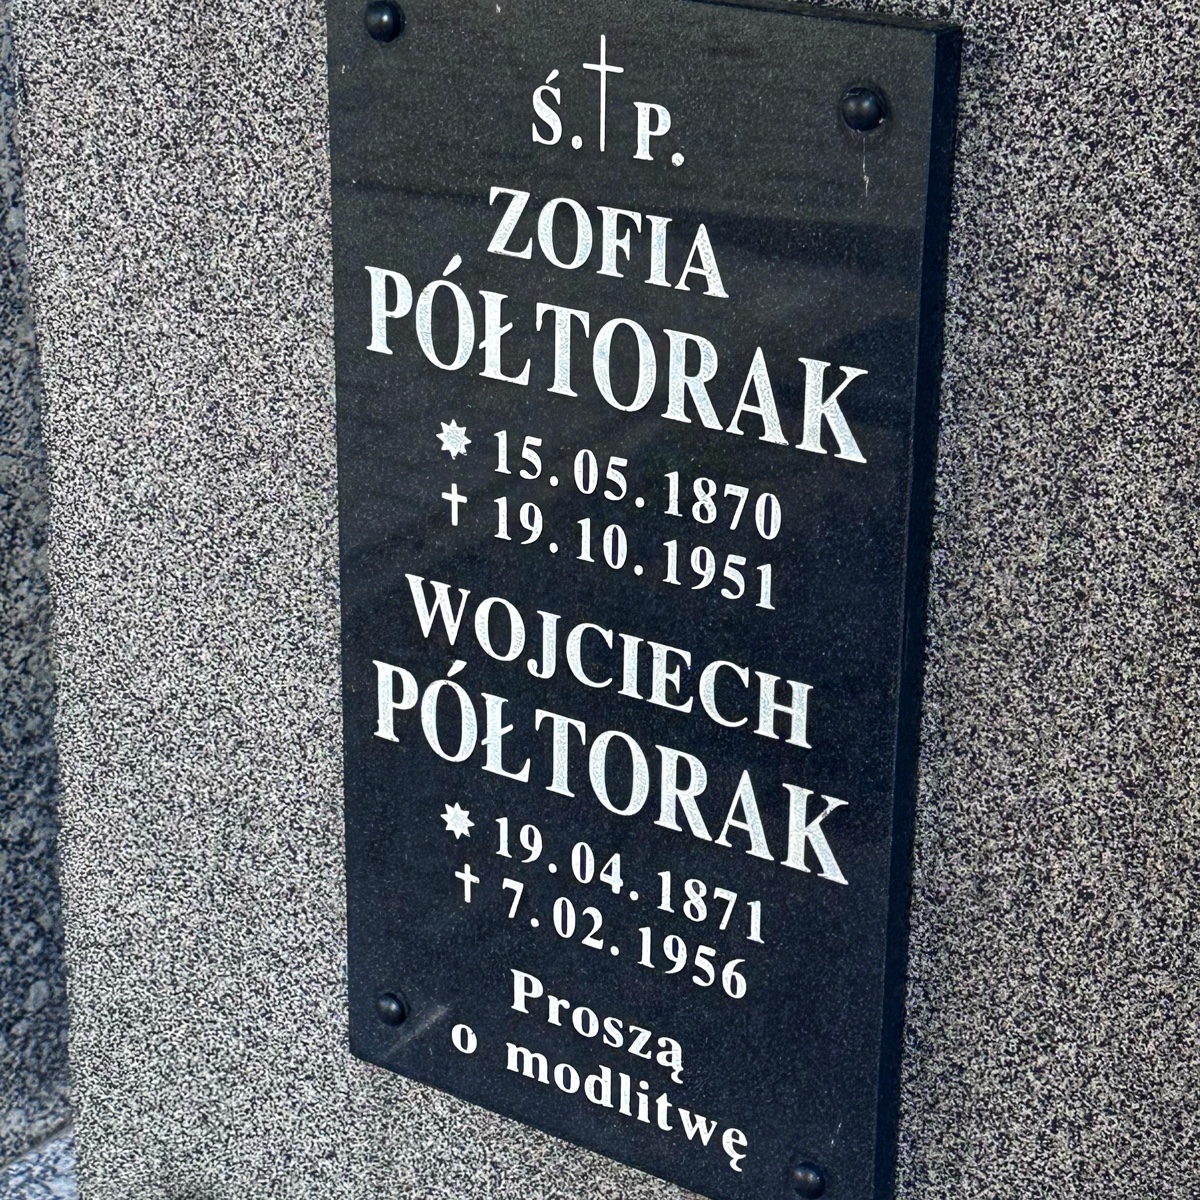 Ś. † P.
ZOFIA
PÓŁTORAK
✷ 15.05.1870
† 19.10.1951
WOJCIECH
PÓŁTORAK
✷ 19.04.1871
† 7.02.1956
Proszą
o modlitwę